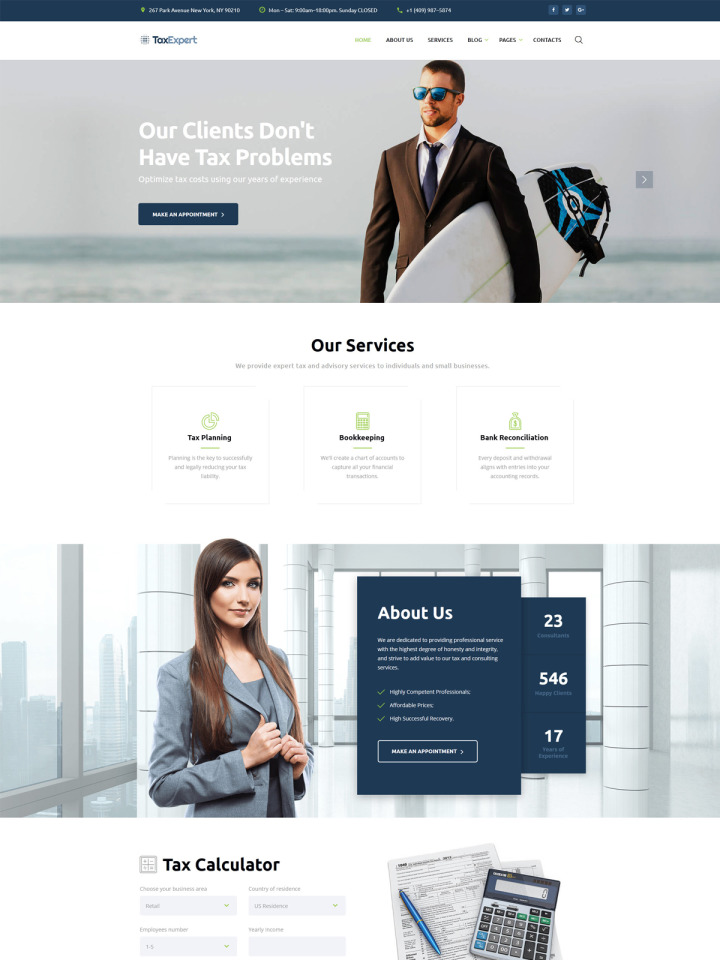 267 Park Avenue New York, NY 90210
Mon – Sat: 9:00am–18:00pm. Sunday CLOSED
+1 (409) 987–5874
TaxExpert
HOME
ABOUT US
SERVICES
BLOG
PAGES
CONTACTS
Our Clients Don't
Have Tax Problems
Optimize tax costs using our years of experience
MAKE AN APPOINTMENT
Our Services
We provide expert tax and advisory services to individuals and small businesses.
Tax Planning
Planning is the key to successfully
and legally reducing your tax
liability.
Bookkeeping
We'll create a chart of accounts to
capture all your financial
transactions.
Bank Reconciliation
Every deposit and withdrawal
aligns with entries into your
accounting records.
About Us
We are dedicated to providing professional service
with the highest degree of honesty and integrity,
and strive to add value to our tax and consulting
services.
Highly Competent Professionals;
Affordable Prices;
High Successful Recovery.
MAKE AN APPOINTMENT
23
Consultants
546
Happy Clients
17
Years of
Experience
Tax Calculator
Choose your business area
Country of residence
Retail
US Residence
Employees number
Yearly Income
1-5